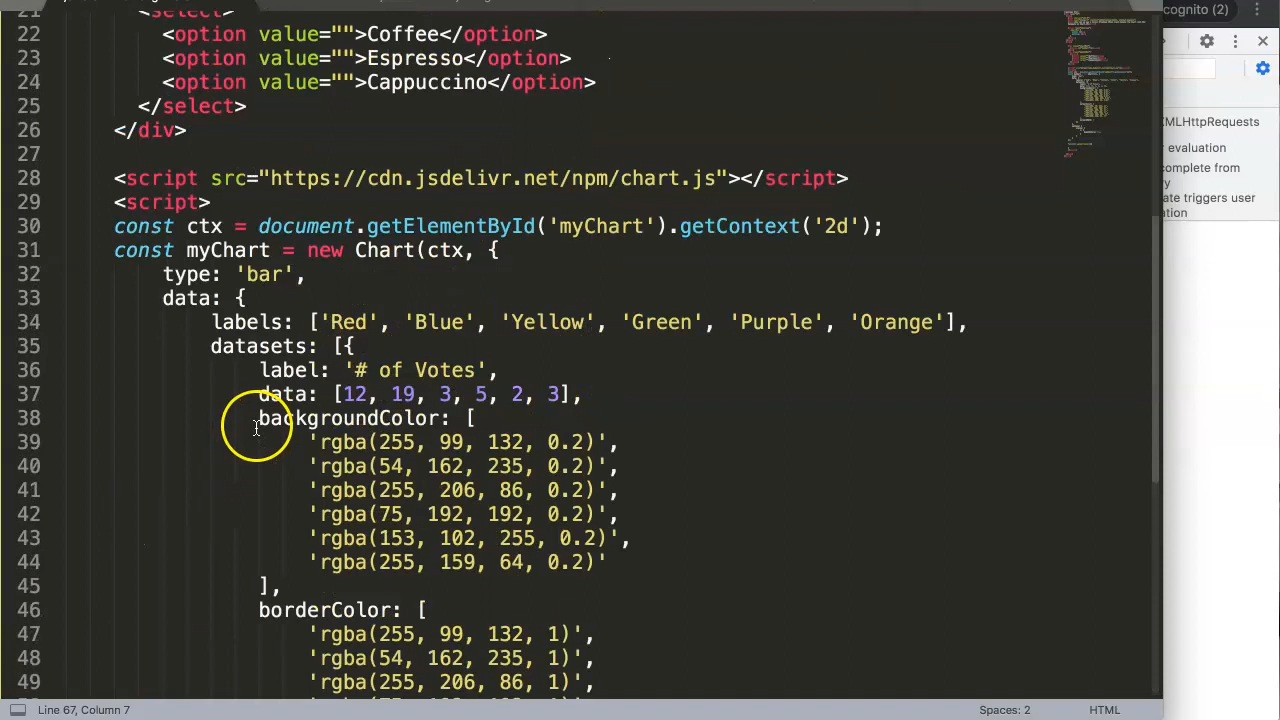 cognito (2)
21 <select>
22 <option value="">Coffee</option>
23 <option value="">Espresso</option>
24 <option value="">Cappuccino</option>
25 </select>
26 </div>
27
28 <script src="https://cdn.jsdelivr.net/npm/chart.js"></script>
29 <script>
30 const ctx = document.getElementById('myChart').getContext('2d');
31 const myChart = new Chart(ctx, {
32 type: 'bar',
33 data: {
34 labels: ['Red', 'Blue', 'Yellow', 'Green', 'Purple', 'Orange'],
35 datasets: [{
36 label: '# of Votes',
37 data: [12, 19, 3, 5, 2, 3],
38 backgroundColor: [
39 'rgba(255, 99, 132, 0.2)',
40 'rgba(54, 162, 235, 0.2)',
41 'rgba(255, 206, 86, 0.2)',
42 'rgba(75, 192, 192, 0.2)',
43 'rgba(153, 102, 255, 0.2)',
44 'rgba(255, 159, 64, 0.2)'
45 ],
46 borderColor: [
47 'rgba(255, 99, 132, 1)',
48 'rgba(54, 162, 235, 1)',
49 'rgba(255, 206, 86, 1)',
XMLHttpRequests
r evaluation
complete from
ry
ate triggers user
ation
Line 67, Column 7
Spaces: 2
HTML